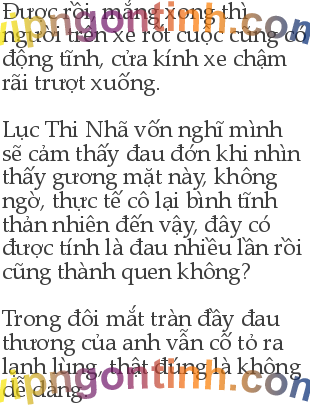 Được rồi, mắng xong thì
người trên xe rốt cuộc cũng có
động tĩnh, cửa kính xe chậm
rãi trượt xuống.
Lục Thi Nhã vốn nghĩ mình
sẽ cảm thấy đau đớn khi nhìn
thấy gương mặt này, không
ngờ, thực tế cô lại bình tĩnh
thản nhiên đến vậy, đây có
được tính là đau nhiều lần rồi
cũng thành quen không?
Trong đôi mắt tràn đầy đau
thương của anh vẫn cố tỏ ra
lạnh lùng, thật đúng là không
dễ dàng.
vipngontinh.com
vipngontinh.com